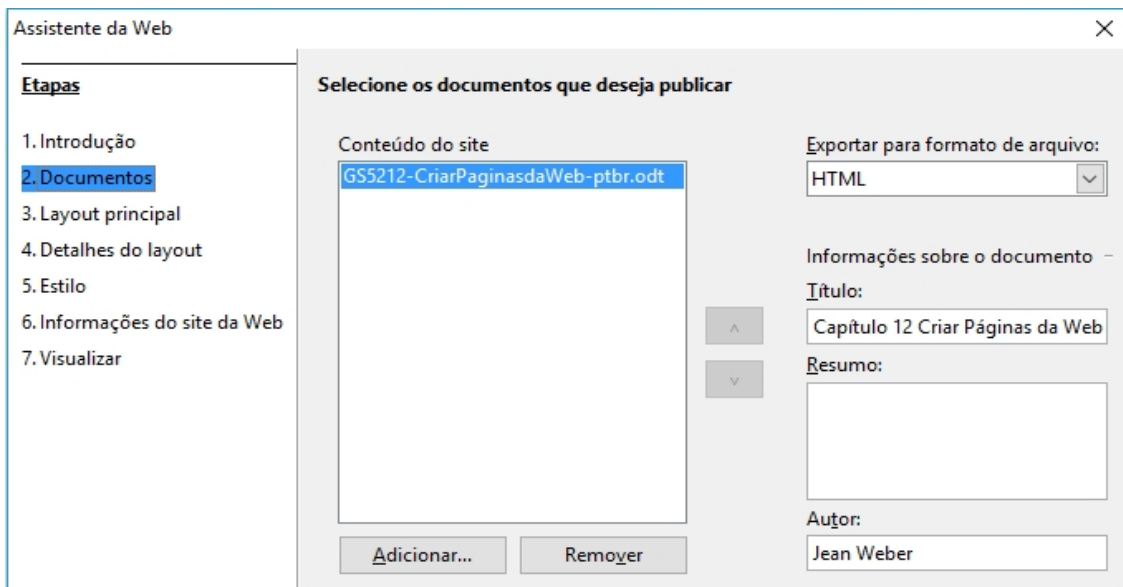 Assistente da Web
Etapas
1. Introdução
2. Documentos
3. Layout principal
4. Detalhes do layout
5. Estilo
6. Informações do site da Web
7. Visualizar
Selecione os documentos que deseja publicar
Conteúdo do site
GS5212-CriarPaginasdaWeb-ptbr.odt
Adicionar...
Remover
Exportar para formato de arquivo:
HTML
Informações sobre o documento
Título:
Capítulo 12 Criar Páginas da Web
Resumo:
Autor:
Jean Weber